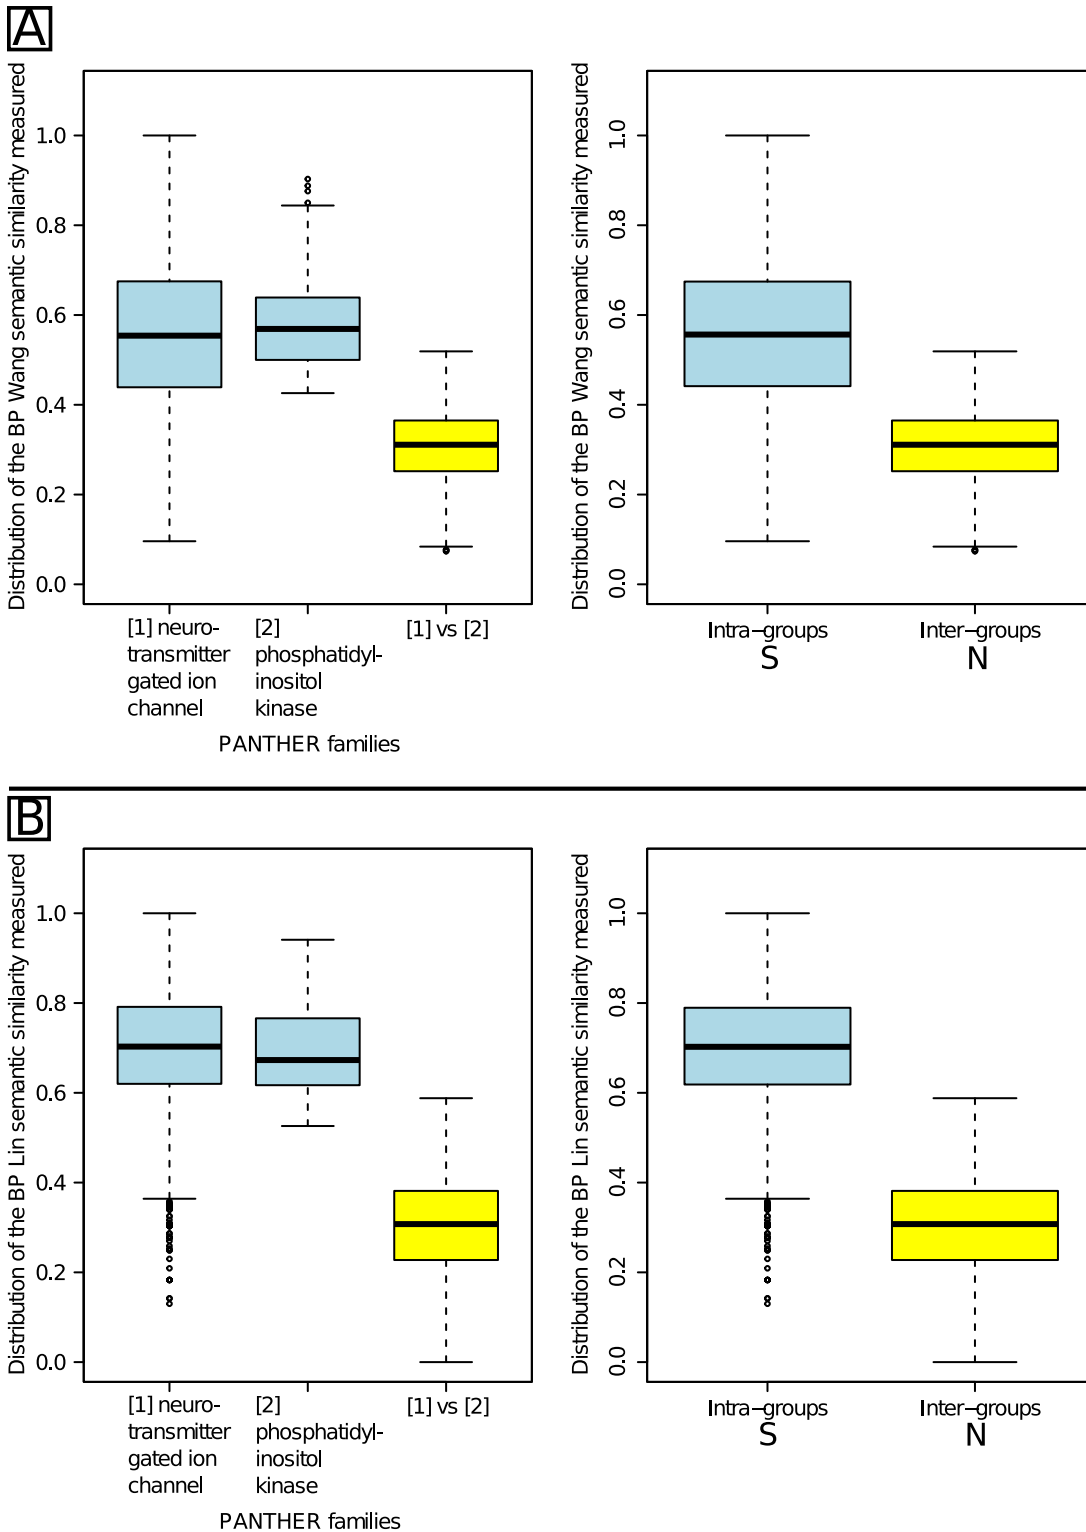 A
Distribution of the BP Wang semantic similarity measured
1.0
0.8
0.6
0.4
0.2
0.0
[1] neuro-
transmitter
gated ion
channel
[2]
phosphatidyl-
inositol
kinase
[1] vs [2]
PANTHER families
Distribution of the BP Wang semantic similarity measured
1.0
0.8
0.6
0.4
0.2
0.0
Intra−groups
S
Inter−groups
N
B
Distribution of the BP Lin semantic similarity measured
1.0
0.8
0.6
0.4
0.2
0.0
[1] neuro-
transmitter
gated ion
channel
[2]
phosphatidyl-
inositol
kinase
[1] vs [2]
PANTHER families
Distribution of the BP Lin semantic similarity measured
1.0
0.8
0.6
0.4
0.2
0.0
Intra−groups
S
Inter−groups
N